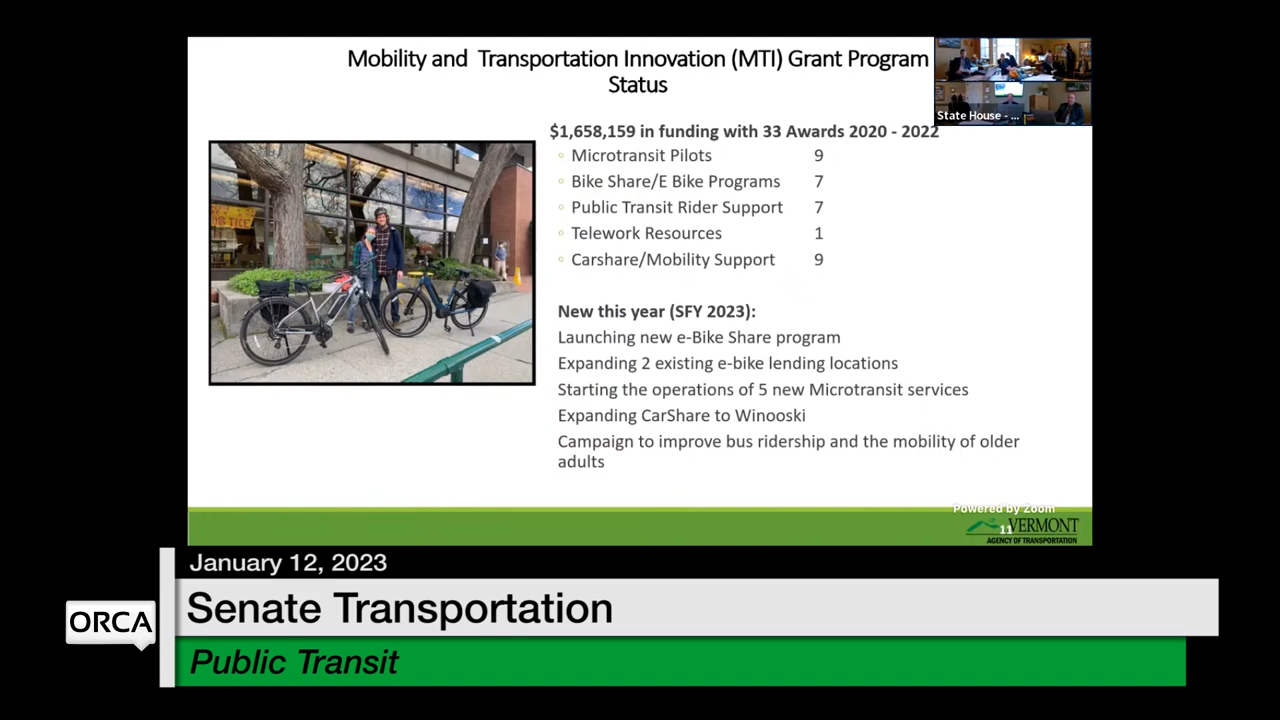 Mobility and Transportation Innovation (MTI) Grant Program
Status
State House - ...
$1,658,159 in funding with 33 Awards 2020 - 2022
Microtransit Pilots 9
Bike Share/E Bike Programs 7
Public Transit Rider Support 7
Telework Resources 1
Carshare/Mobility Support 9
New this year (SFY 2023):
Launching new e-Bike Share program
Expanding 2 existing e-bike lending locations
Starting the operations of 5 new Microtransit services
Expanding CarShare to Winooski
Campaign to improve bus ridership and the mobility of older
adults
Powered by Zoom
11
VERMONT
AGENCY OF TRANSPORTATION
January 12, 2023
ORCA
Senate Transportation
Public Transit